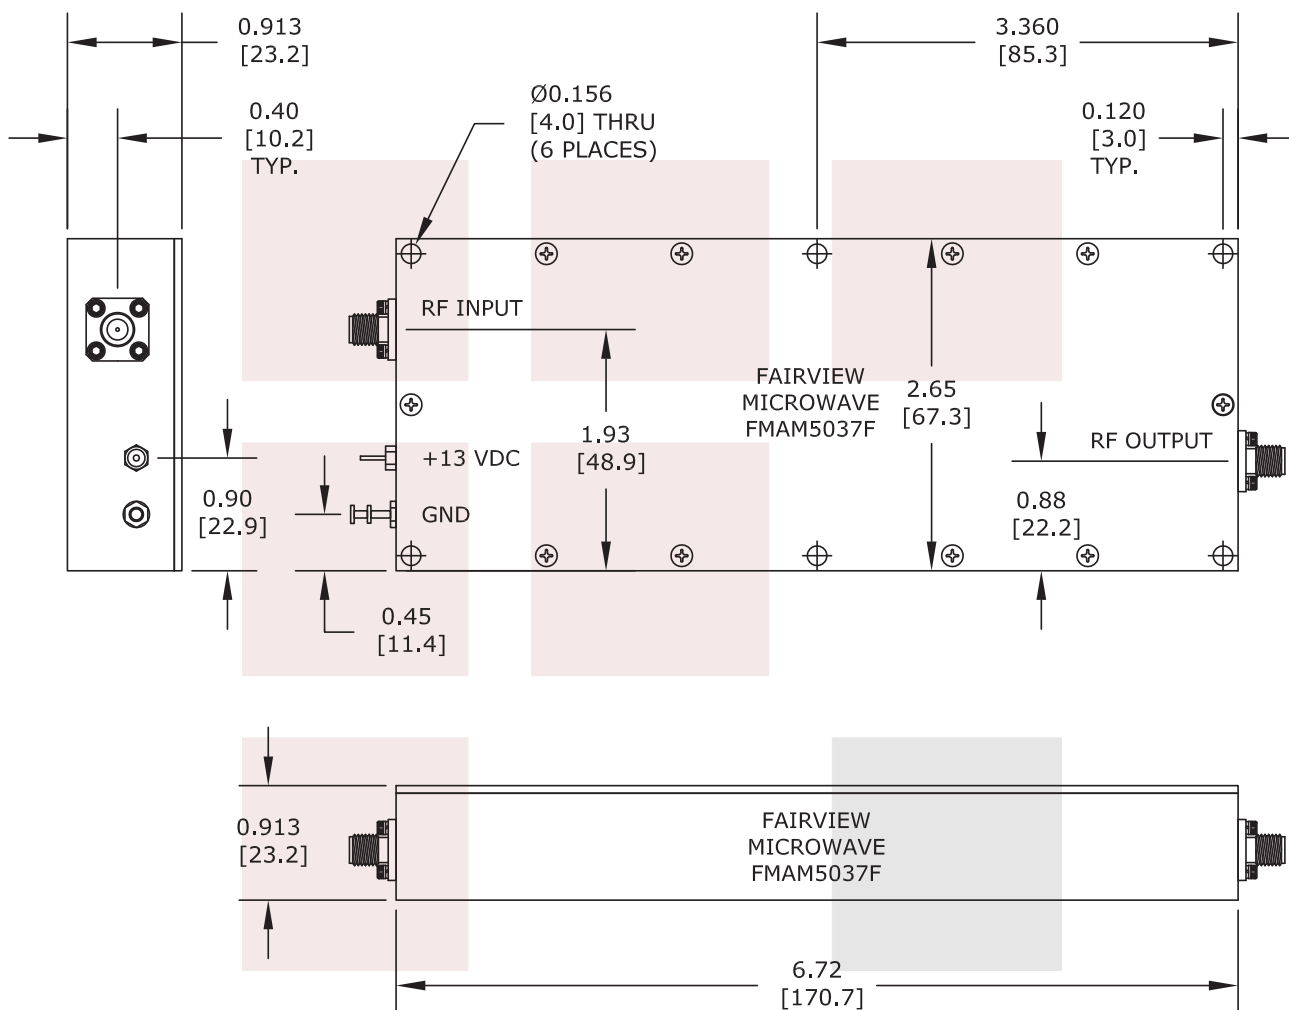 0.913
[23.2]
3.360
[85.3]
0.40
[10.2]
TYP.
Ø0.156
[4.0] THRU
(6 PLACES)
0.120
[3.0]
TYP.
RF INPUT
FAIRVIEW
MICROWAVE
FMAM5037F
2.65
[67.3]
1.93
[48.9]
RF OUTPUT
+13 VDC
0.90
[22.9]
GND
0.88
[22.2]
0.45
[11.4]
0.913
[23.2]
FAIRVIEW
MICROWAVE
FMAM5037F
6.72
[170.7]